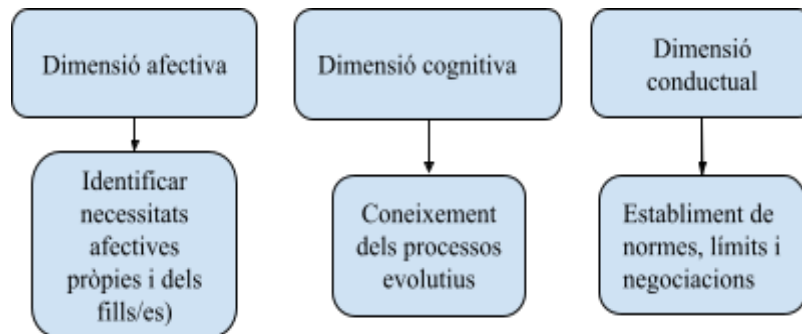 Dimensió afectiva
Identificar
necessitats
afectives
pròpies i dels
fills/es)
Dimensió cognitiva
Coneixement
dels processos
evolutius
Dimensió
conductual
Establiment de
normes, límits i
negociacions